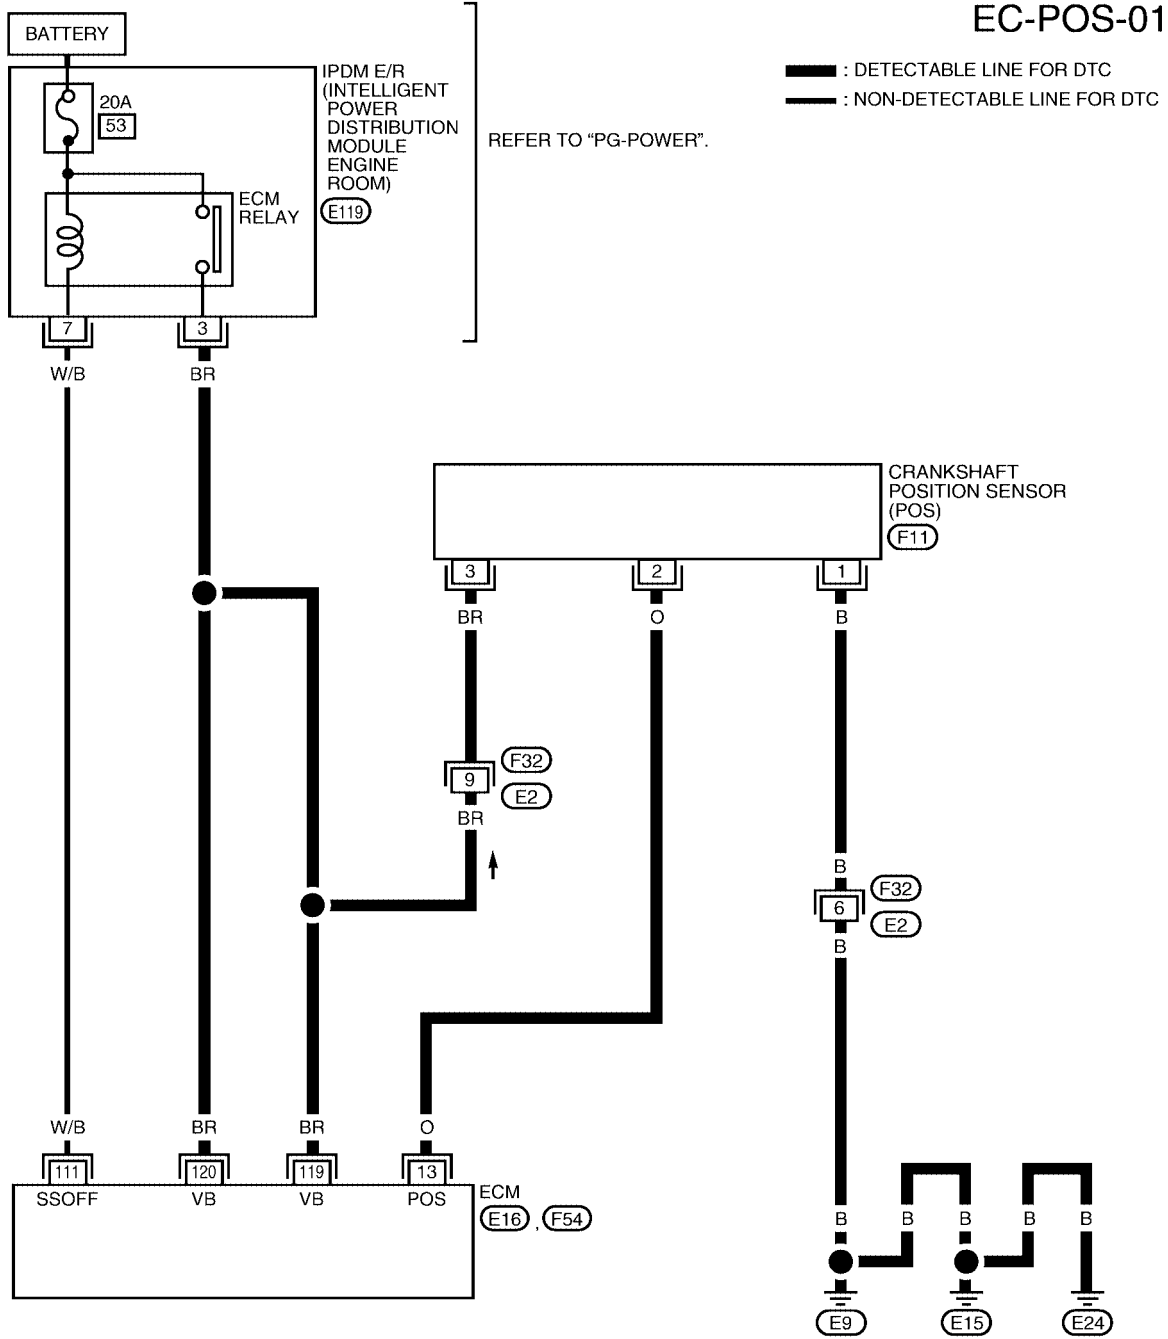 EC-POS-01
BATTERY
: DETECTABLE LINE FOR DTC
: NON-DETECTABLE LINE FOR DTC
20A
53
IPDM E/R
(INTELLIGENT
POWER
DISTRIBUTION
MODULE
ENGINE
ROOM)
E119
REFER TO “PG-POWER”.
ECM
RELAY
7
3
W/B
BR
CRANKSHAFT
POSITION SENSOR
(POS)
F11
3
2
1
BR
O
B
F32
9
E2
BR
B
F32
6
E2
B
W/B
BR
BR
O
111
120
119
13
SSOFF
VB
VB
POS
ECM
E16 , F54
B
B
B
B
B
E9
E15
E24